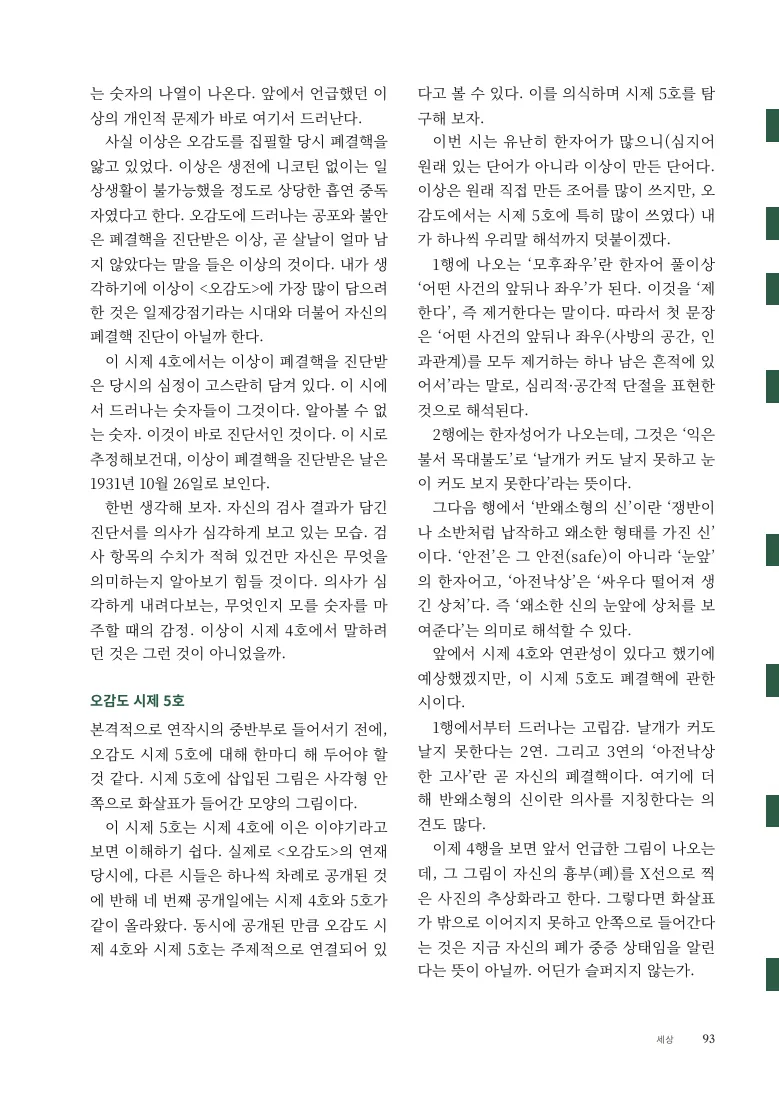 는 숫자의 나열이 나온다. 앞에서 언급했던 이
상의 개인적 문제가 바로 여기서 드러난다.
사실 이상은 오감도를 집필할 당시 폐결핵을
앓고 있었다. 이상은 생전에 니코틴 없이는 일
상생활이 불가능했을 정도로 상당한 흡연 중독
자였다고 한다. 오감도에 드러나는 공포와 불안
은 폐결핵을 진단받은 이상, 곧 살날이 얼마 남
지 않았다는 말을 들은 이상의 것이다. 내가 생
각하기에 이상이 <오감도>에 가장 많이 담으려
한 것은 일제강점기라는 시대와 더불어 자신의
폐결핵 진단이 아닐까 한다.
이 시제 4호에서는 이상이 폐결핵을 진단받
은 당시의 심정이 고스란히 담겨 있다. 이 시에
서 드러나는 숫자들이 그것이다. 알아볼 수 없
는 숫자. 이것이 바로 진단서인 것이다. 이 시로
추정해보건대, 이상이 폐결핵을 진단받은 날은
1931년 10월 26일로 보인다.
한번 생각해 보자. 자신의 검사 결과가 담긴
진단서를 의사가 심각하게 보고 있는 모습. 검
사 항목의 수치가 적혀 있건만 자신은 무엇을
의미하는지 알아보기 힘들 것이다. 의사가 심
각하게 내려다보는, 무엇인지 모를 숫자를 마
주할 때의 감정. 이상이 시제 4호에서 말하려
던 것은 그런 것이 아니었을까.
오감도 시제 5호
본격적으로 연작시의 중반부로 들어서기 전에,
오감도 시제 5호에 대해 한마디 해 두어야 할
것 같다. 시제 5호에 삽입된 그림은 사각형 안
쪽으로 화살표가 들어간 모양의 그림이다.
이 시제 5호는 시제 4호에 이은 이야기라고
보면 이해하기 쉽다. 실제로 <오감도>의 연재
당시에, 다른 시들은 하나씩 차례로 공개된 것
에 반해 네 번째 공개일에는 시제 4호와 5호가
같이 올라왔다. 동시에 공개된 만큼 오감도 시
제 4호와 시제 5호는 주제적으로 연결되어 있
다고 볼 수 있다. 이를 의식하며 시제 5호를 탐
구해 보자.
이번 시는 유난히 한자어가 많으니(심지어
원래 있는 단어가 아니라 이상이 만든 단어다.
이상은 원래 직접 만든 조어를 많이 쓰지만, 오
감도에서는 시제 5호에 특히 많이 쓰였다) 내
가 하나씩 우리말 해석까지 덧붙이겠다.
1행에 나오는 ‘모후좌우’란 한자어 풀이상
‘어떤 사건의 앞뒤나 좌우’가 된다. 이것을 ‘제
한다’, 즉 제거한다는 말이다. 따라서 첫 문장
은 ‘어떤 사건의 앞뒤나 좌우(사방의 공간, 인
과관계)를 모두 제거하는 하나 남은 흔적에 있
어서’라는 말로, 심리적·공간적 단절을 표현한
것으로 해석된다.
2행에는 한자성어가 나오는데, 그것은 ‘익은
불서 목대불도’로 ‘날개가 커도 날지 못하고 눈
이 커도 보지 못한다’라는 뜻이다.
그다음 행에서 ‘반왜소형의 신’이란 ‘쟁반이
나 소반처럼 납작하고 왜소한 형태를 가진 신’
이다. ‘안전’은 그 안전(safe)이 아니라 ‘눈앞’
의 한자어고, ‘아전낙상’은 ‘싸우다 떨어져 생
긴 상처’다. 즉 ‘왜소한 신의 눈앞에 상처를 보
여준다’는 의미로 해석할 수 있다.
앞에서 시제 4호와 연관성이 있다고 했기에
예상했겠지만, 이 시제 5호도 폐결핵에 관한
시이다.
1행에서부터 드러나는 고립감. 날개가 커도
날지 못한다는 2연. 그리고 3연의 ‘아전낙상
한 고사’란 곧 자신의 폐결핵이다. 여기에 더
해 반왜소형의 신이란 의사를 지칭한다는 의
견도 많다.
이제 4행을 보면 앞서 언급한 그림이 나오는
데, 그 그림이 자신의 흉부(폐)를 X선으로 찍
은 사진의 추상화라고 한다. 그렇다면 화살표
가 밖으로 이어지지 못하고 안쪽으로 들어간다
는 것은 지금 자신의 폐가 중증 상태임을 알린
다는 뜻이 아닐까. 어딘가 슬퍼지지 않는가.
세상 93